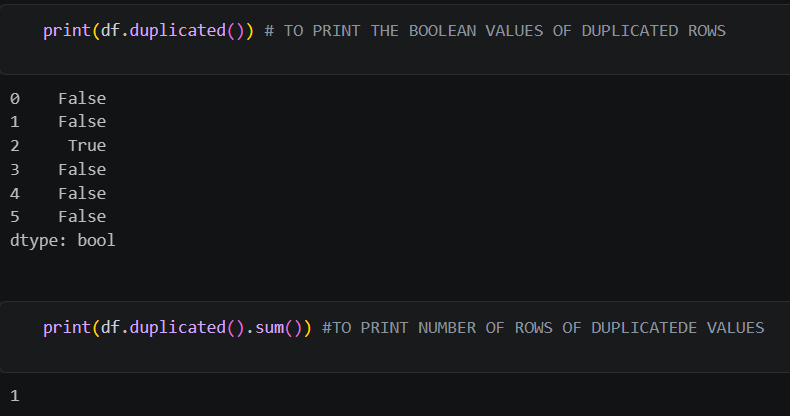 print(df.duplicated()) # TO PRINT THE BOOLEAN VALUES OF DUPLICATED ROWS
0    False
1    False
2     True
3    False
4    False
5    False
dtype: bool
print(df.duplicated().sum()) #TO PRINT NUMBER OF ROWS OF DUPLICATEDE VALUES
1